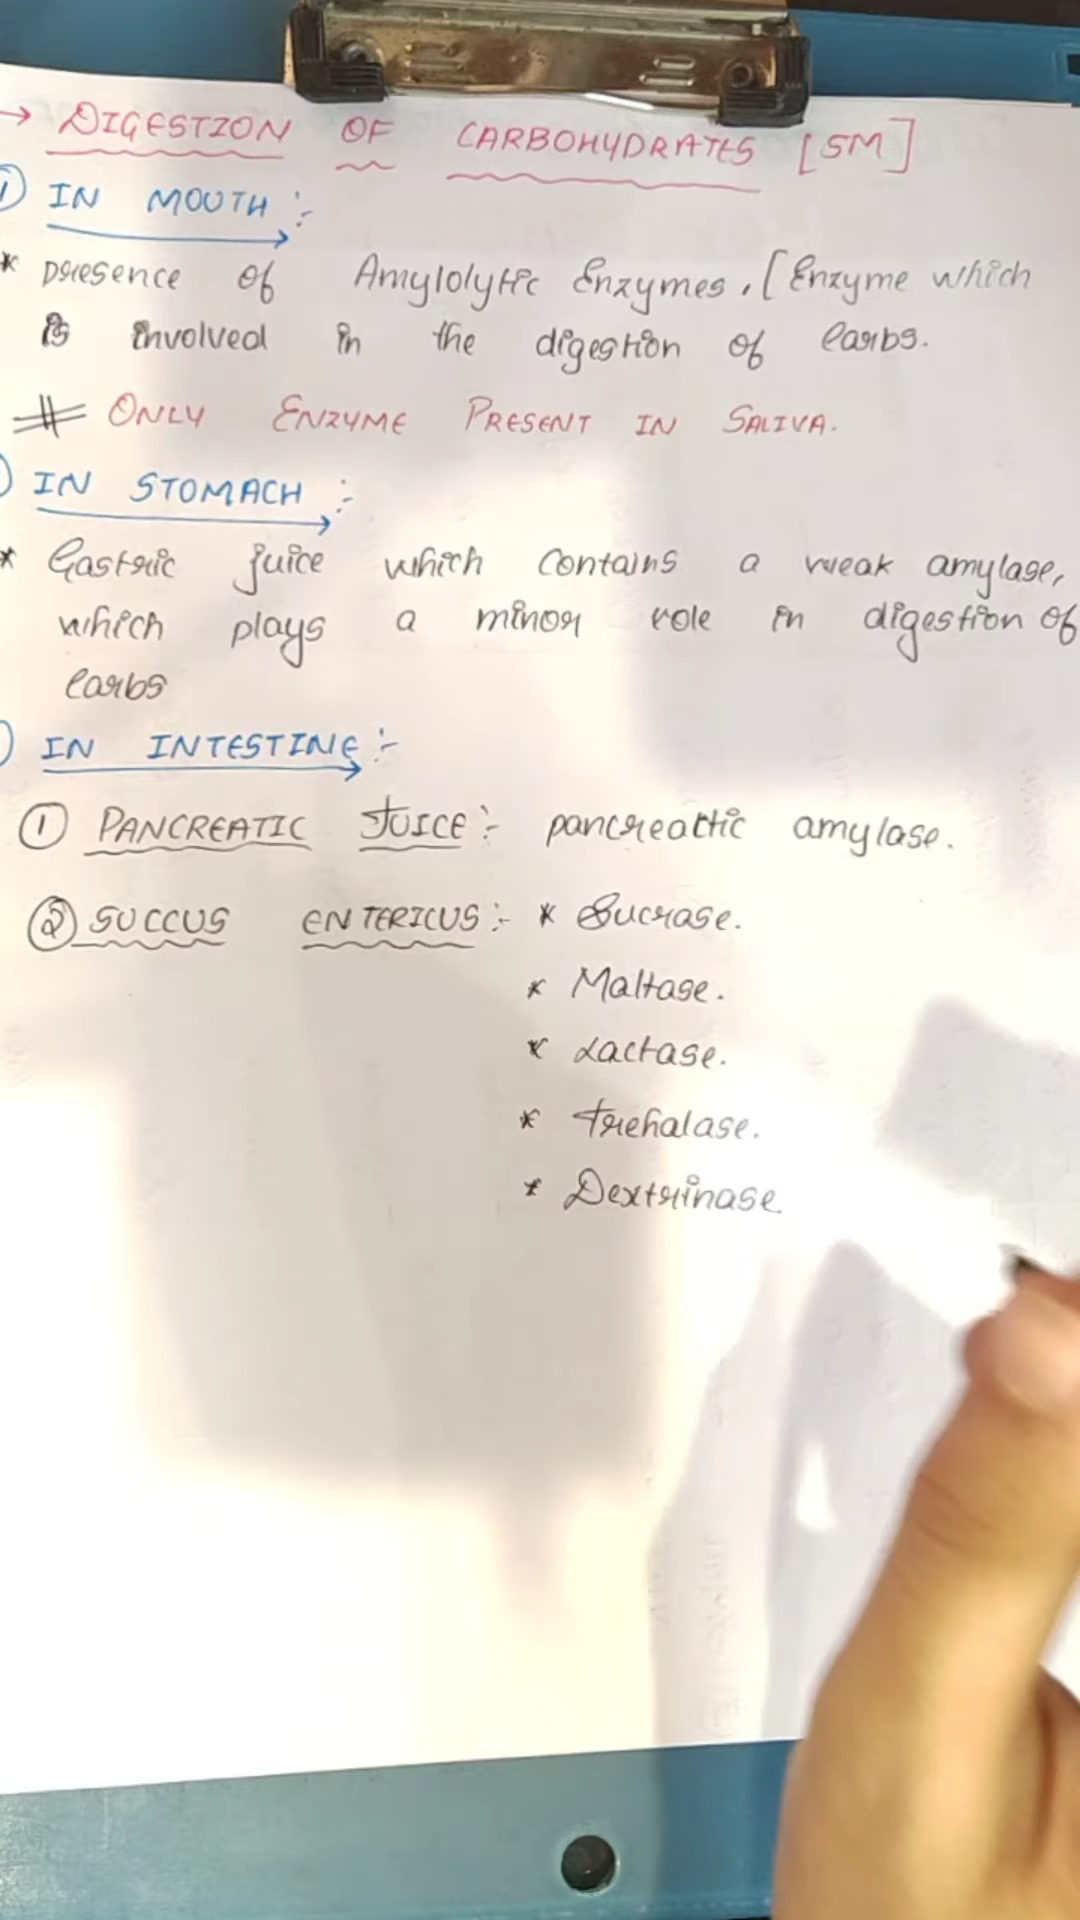 → DIGESTION OF CARBOHYDRATES [5M]
① IN MOUTH :-
* presence of Amylolytic Enzymes. [Enzyme which
is involved in the digestion of Carbs.
# ONLY ENZYME PRESENT IN SALIVA.
IN STOMACH :-
* Gastric juice which contains a weak amylase,
which plays a minor role in digestion of
Carbs
IN INTESTINE :-
① PANCREATIC JUICE :- pancreattic amylase.
② SUCCUS ENTERICUS :- * Sucrase.
* Maltase.
* Lactase.
* Trehalase.
* Dextrinase